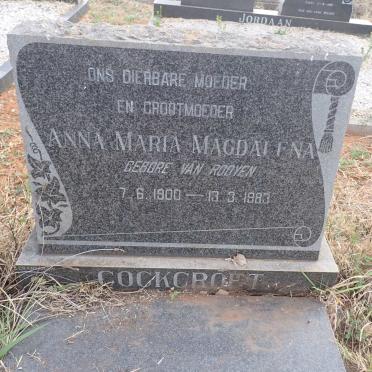 JORDAAN
ONS DIERBARE MOEDER
EN GROOTMOEDER
ANNA MARIA MAGDALENA
GEBORE VAN ROOYEN
7.6.1900 — 13.3.1983
COCKCROFT